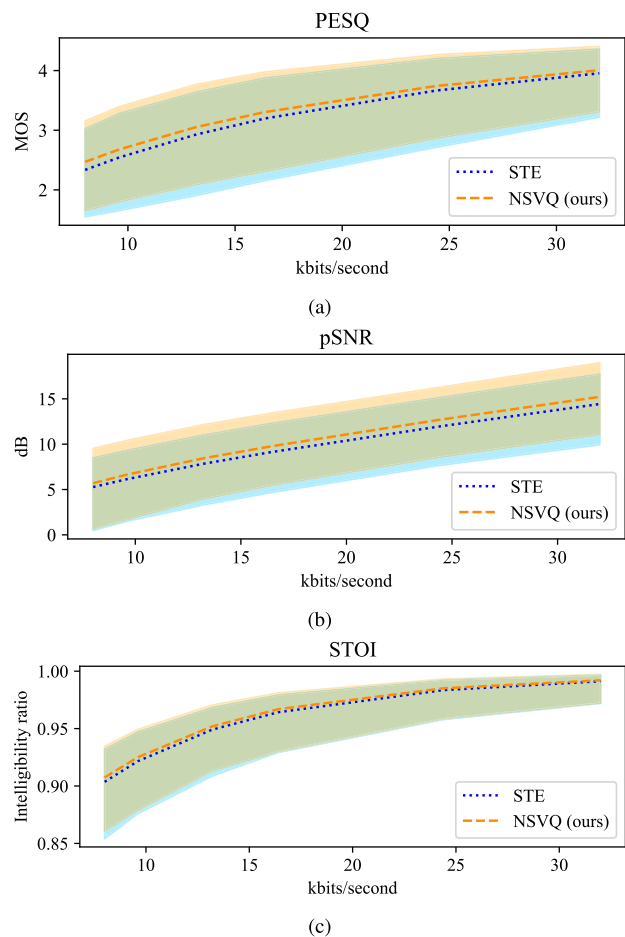 PESQ
4
3
2
MOS
STE
NSVQ (ours)
10 15 20 25 30
kbits/second
(a)
pSNR
15
10
5
0
dB
STE
NSVQ (ours)
10 15 20 25 30
kbits/second
(b)
STOI
1.00
0.95
0.90
0.85
Intelligibility ratio
STE
NSVQ (ours)
10 15 20 25 30
kbits/second
(c)